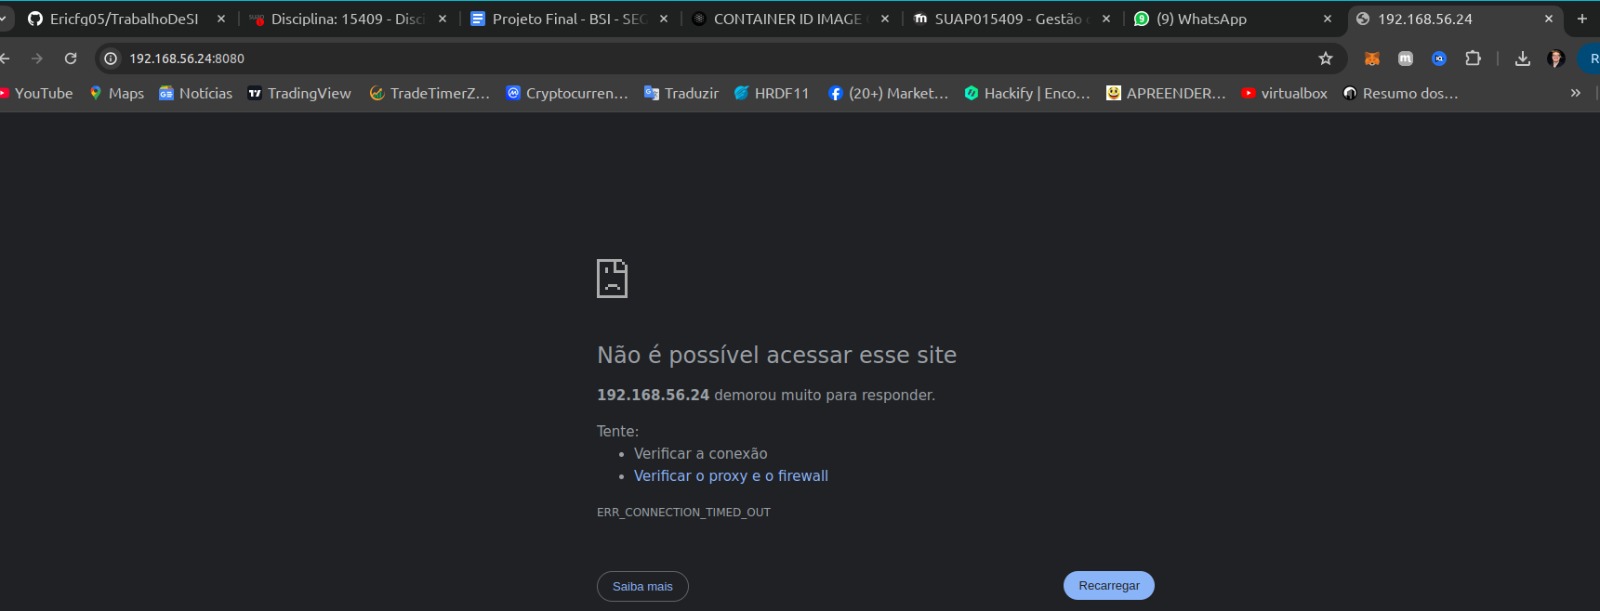 Ericfg05/TrabalhoDeSI
Disciplina: 15409 - Disci
Projeto Final - BSI - SEG
CONTAINER ID IMAGE
SUAP015409 - Gestão
(9) WhatsApp
192.168.56.24
192.168.56.24:8080
YouTube
Maps
Notícias
TradingView
TradeTimerZ...
Cryptocurren...
Traduzir
HRDF11
(20+) Market...
Hackify | Enco...
APREENDER...
virtualbox
Resumo dos...
»
Não é possível acessar esse site
192.168.56.24 demorou muito para responder.
Tente:
• Verificar a conexão
• Verificar o proxy e o firewall
ERR_CONNECTION_TIMED_OUT
Saiba mais
Recarregar